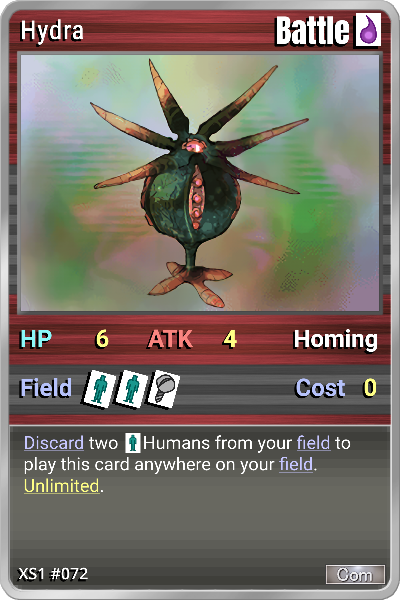 Hydra Battle
HP 6 ATK 4 Homing
Field Cost 0
Discard two Humans from your field to
play this card anywhere on your field.
Unlimited.
XS1 #072 Com